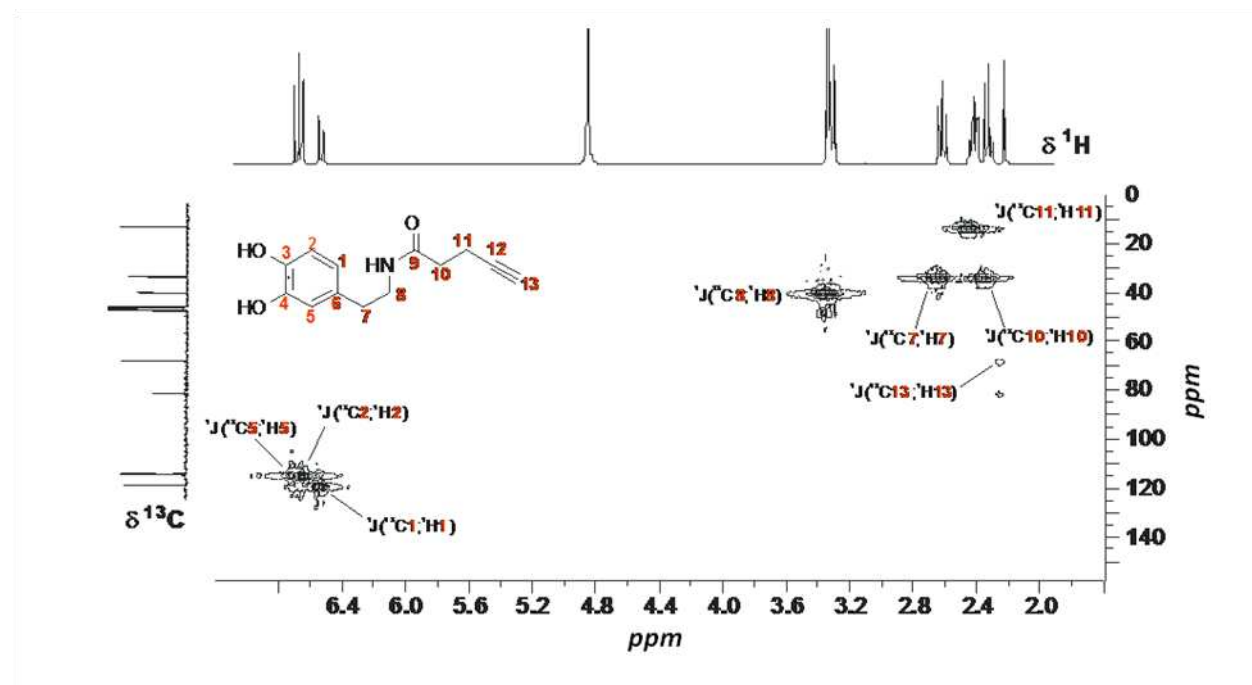 δ ¹H
0
¹J(¹³C11;¹H11)
O
11
HO
2
3
1
12
20
HN
9
10
13
¹J(¹³C8;¹H8)
40
HO
4
6
8
5
7
¹J(¹³C7;¹H7)
¹J(¹³C10;¹H10)
60
¹J(¹³C13;¹H13)
80
ppm
¹J(¹³C2;¹H2)
¹J(¹³C5;¹H5)
100
120
δ ¹³C
¹J(¹³C1;¹H1)
140
6.4 6.0 5.6 5.2 4.8 4.4 4.0 3.6 3.2 2.8 2.4 2.0
ppm